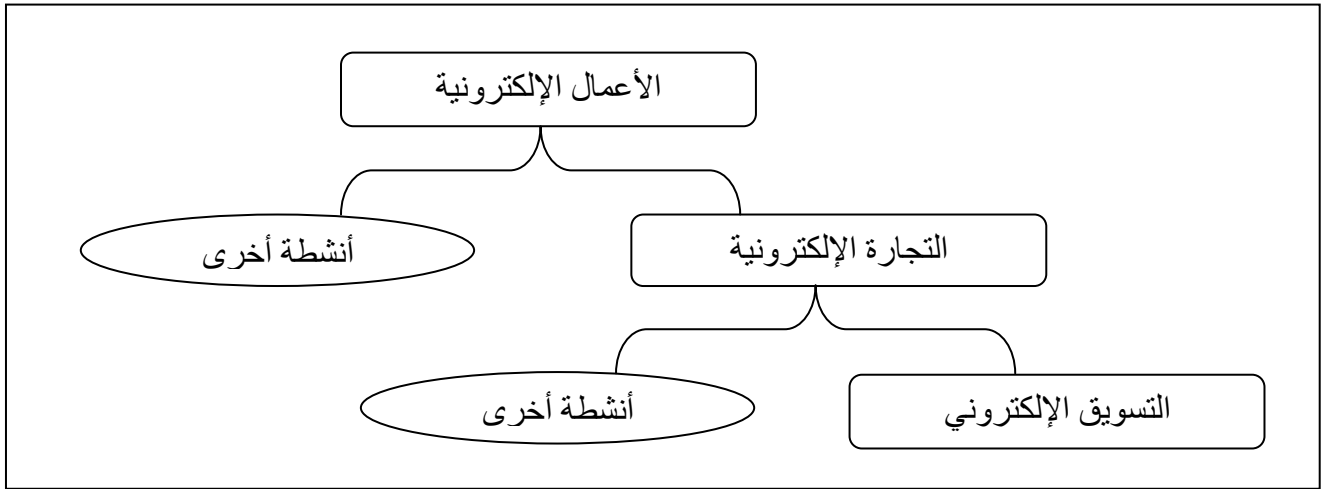 الأعمال الإلكترونية
التجارة الإلكترونية
أنشطة أخرى
التسويق الإلكتروني
أنشطة أخرى